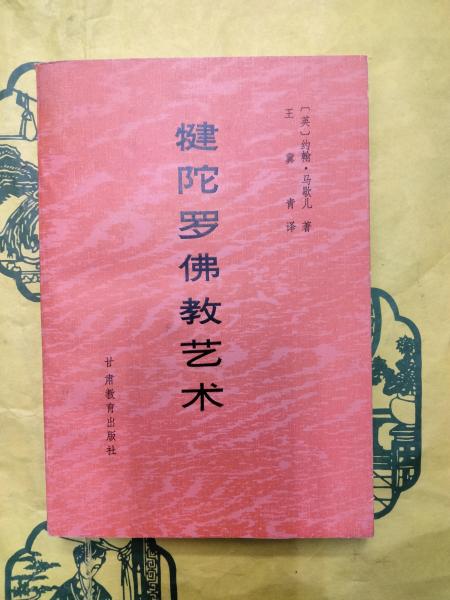 〔英〕约翰·马歇儿 著
王冀青 译
犍陀罗佛教艺术
甘肃教育出版社